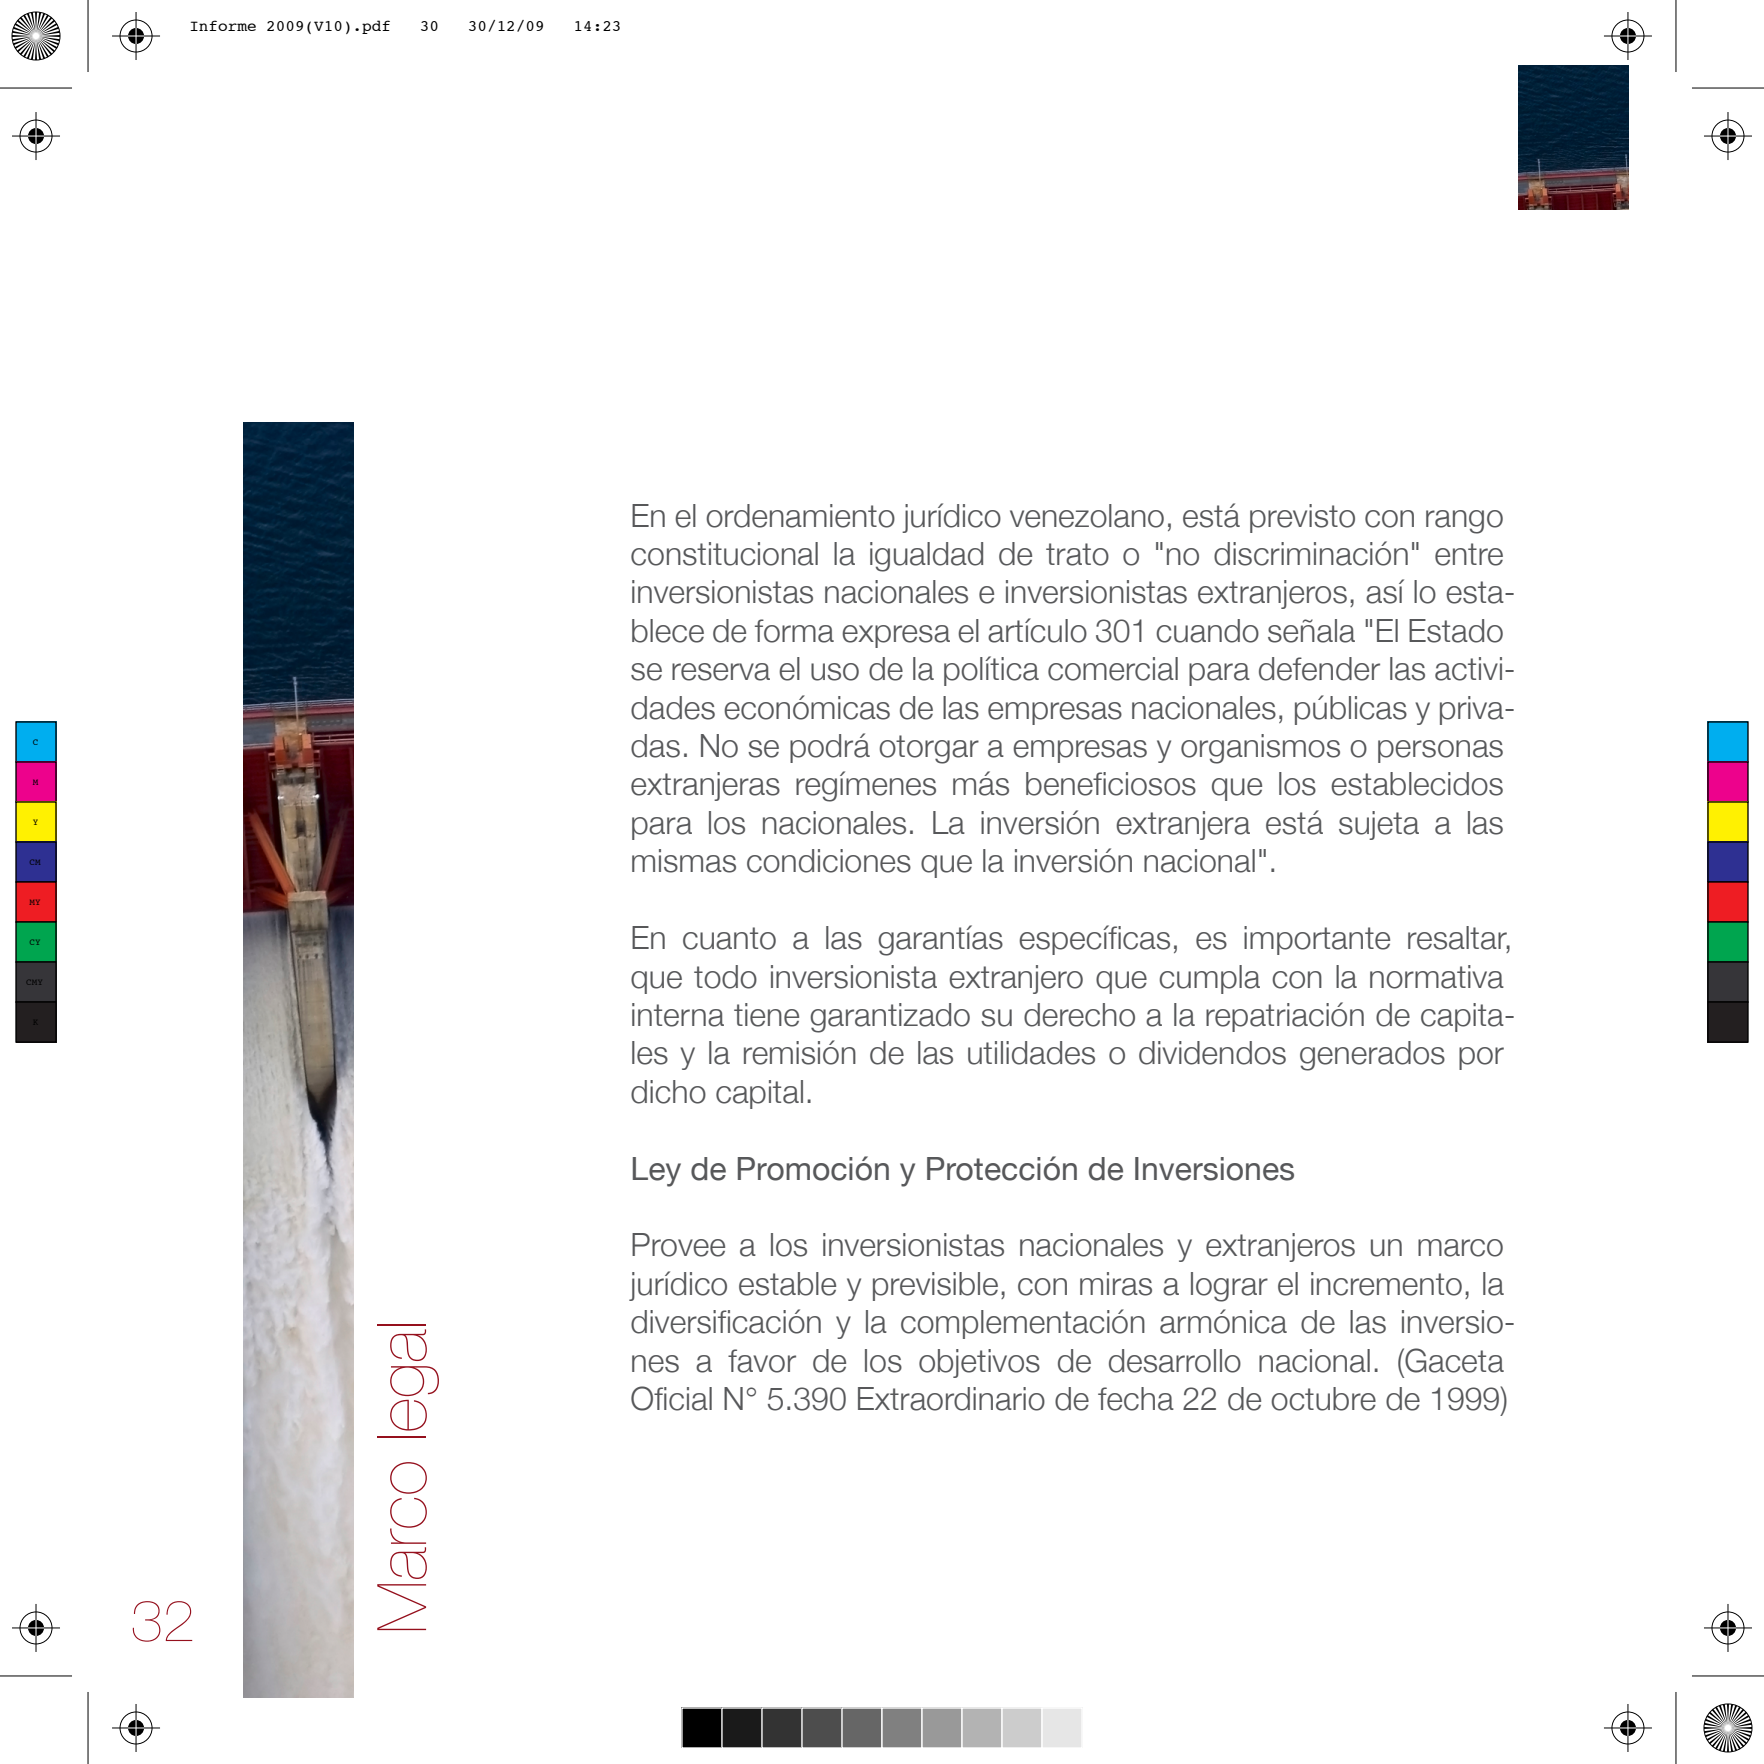 Informe 2009(V10).pdf 30 30/12/09 14:23
En el ordenamiento jurídico venezolano, está previsto con rango
constitucional la igualdad de trato o "no discriminación" entre
inversionistas nacionales e inversionistas extranjeros, así lo esta-
blece de forma expresa el artículo 301 cuando señala "El Estado
se reserva el uso de la política comercial para defender las activi-
dades económicas de las empresas nacionales, públicas y priva-
das. No se podrá otorgar a empresas y organismos o personas
extranjeras regímenes más beneficiosos que los establecidos
para los nacionales. La inversión extranjera está sujeta a las
mismas condiciones que la inversión nacional".
En cuanto a las garantías específicas, es importante resaltar,
que todo inversionista extranjero que cumpla con la normativa
interna tiene garantizado su derecho a la repatriación de capita-
les y la remisión de las utilidades o dividendos generados por
dicho capital.
Ley de Promoción y Protección de Inversiones
Provee a los inversionistas nacionales y extranjeros un marco
jurídico estable y previsible, con miras a lograr el incremento, la
diversificación y la complementación armónica de las inversio-
nes a favor de los objetivos de desarrollo nacional. (Gaceta
Oficial N° 5.390 Extraordinario de fecha 22 de octubre de 1999)
Marco legal
32
C
M
Y
CM
MY
CY
CMY
K